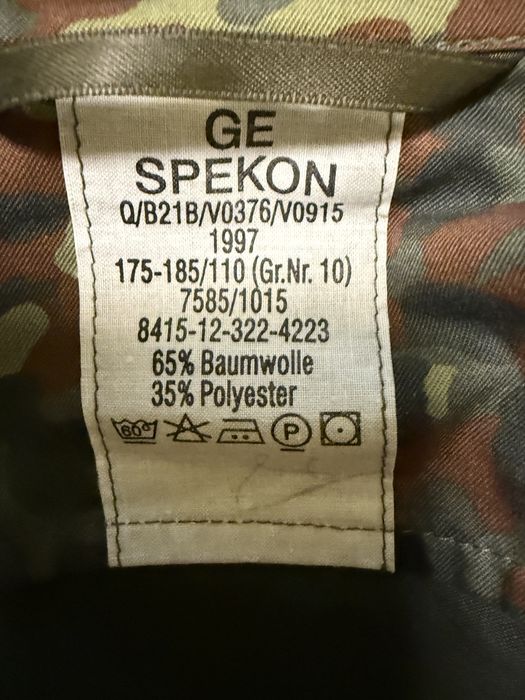 GE
SPEKON
Q/B21B/V0376/V0915
1997
175-185/110 (Gr.Nr. 10)
7585/1015
8415-12-322-4223
65% Baumwolle
35% Polyester
60° P